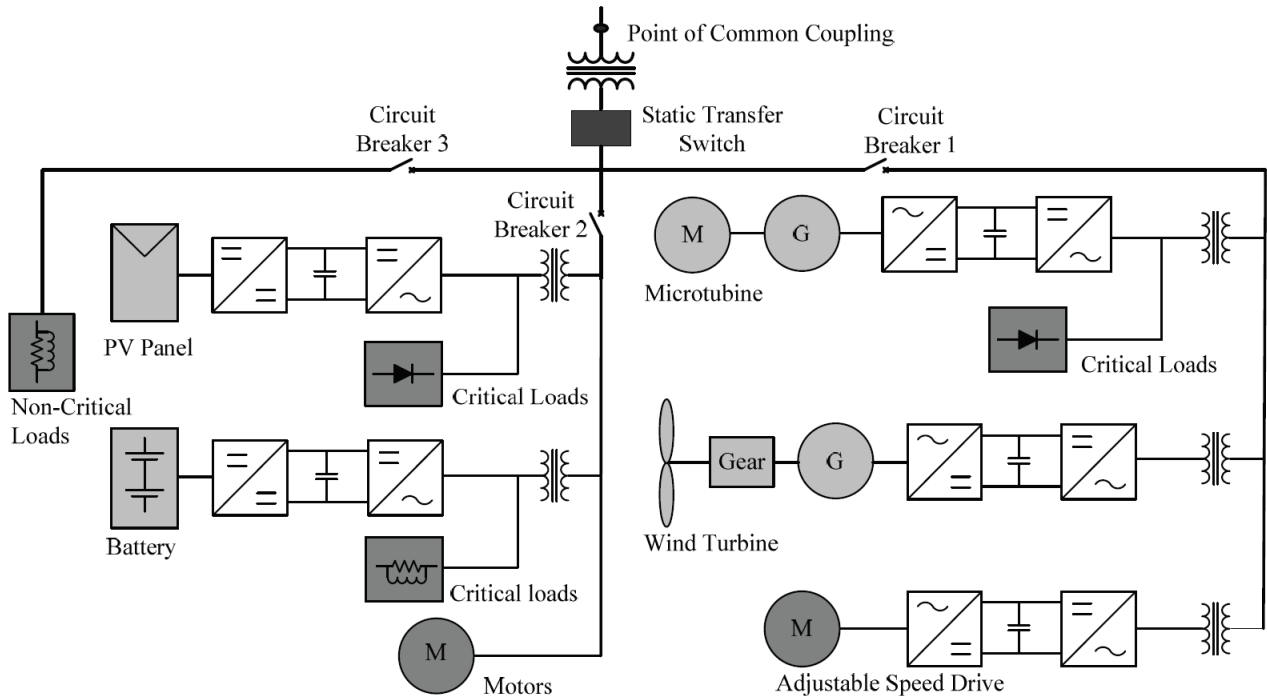 Point of Common Coupling
Circuit
Breaker 3
Static Transfer
Switch
Circuit
Breaker 1
Circuit
Breaker 2
M
G
Microtubine
PV Panel
Critical Loads
Critical Loads
Non-Critical
Loads
Gear
G
Battery
Wind Turbine
Critical loads
M
Motors
M
Adjustable Speed Drive